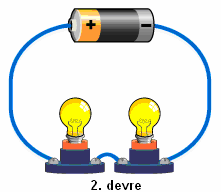 + -
2. devre